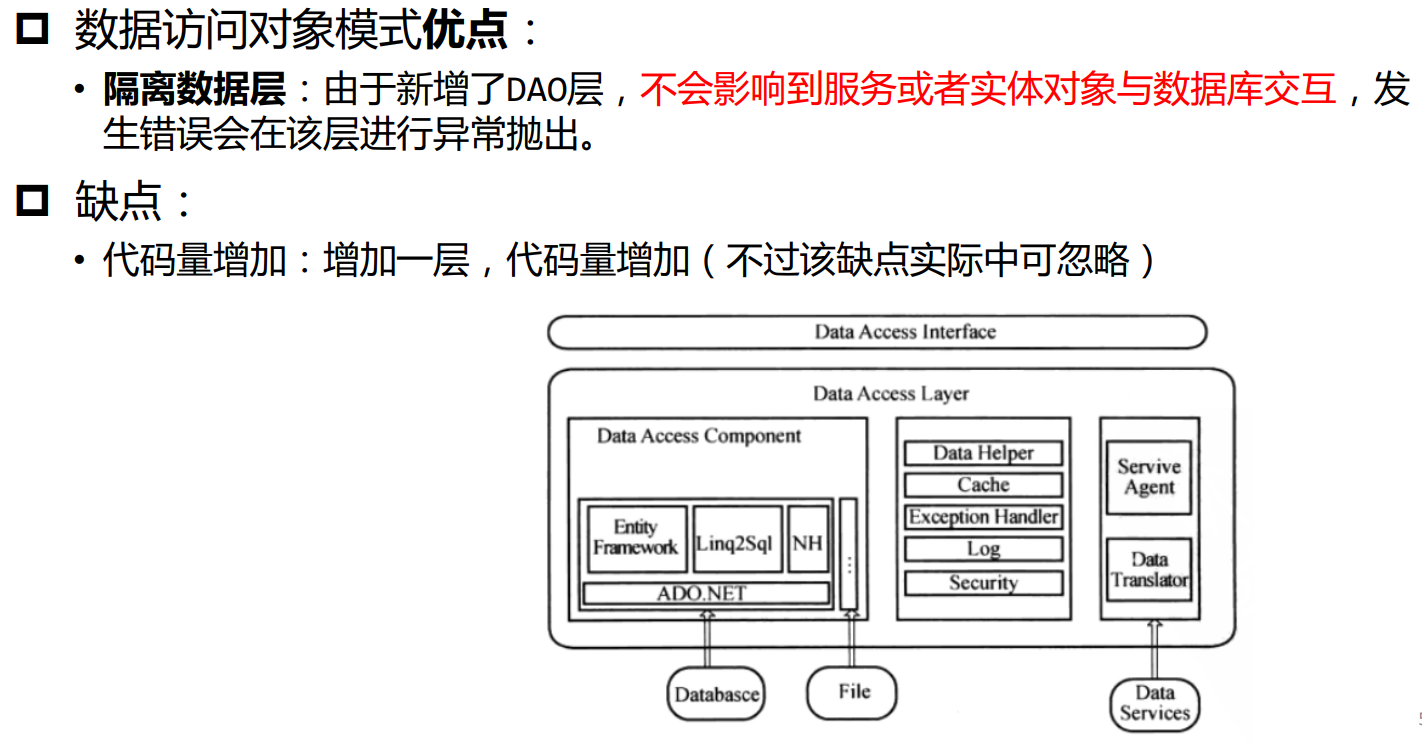 数据访问对象模式优点：
• 隔离数据层：由于新增了DAO层，不会影响到服务或者实体对象与数据库交互，发
生错误会在该层进行异常抛出。
缺点：
• 代码量增加：增加一层，代码量增加（不过该缺点实际中可忽略）
Data Access Interface
Data Access Layer
Data Access Component
Entity
Framework
Linq2Sql
NH
⋮
ADO.NET
Data Helper
Cache
Exception Handler
Log
Security
Servive
Agent
Data
Translator
Databasce
File
Data
Services
5